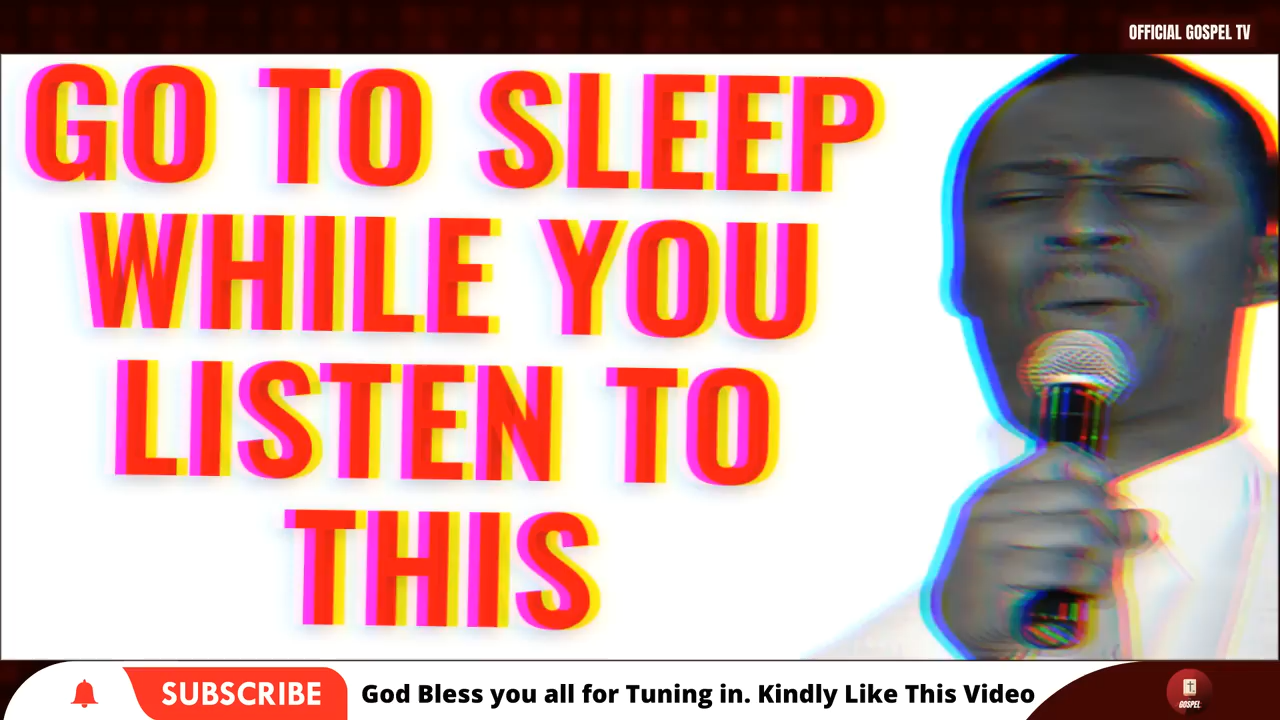 OFFICIAL GOSPEL TV
GO TO SLEEP
WHILE YOU
LISTEN TO
THIS
SUBSCRIBE
God Bless you all for Tuning in. Kindly Like This Video
GOSPEL